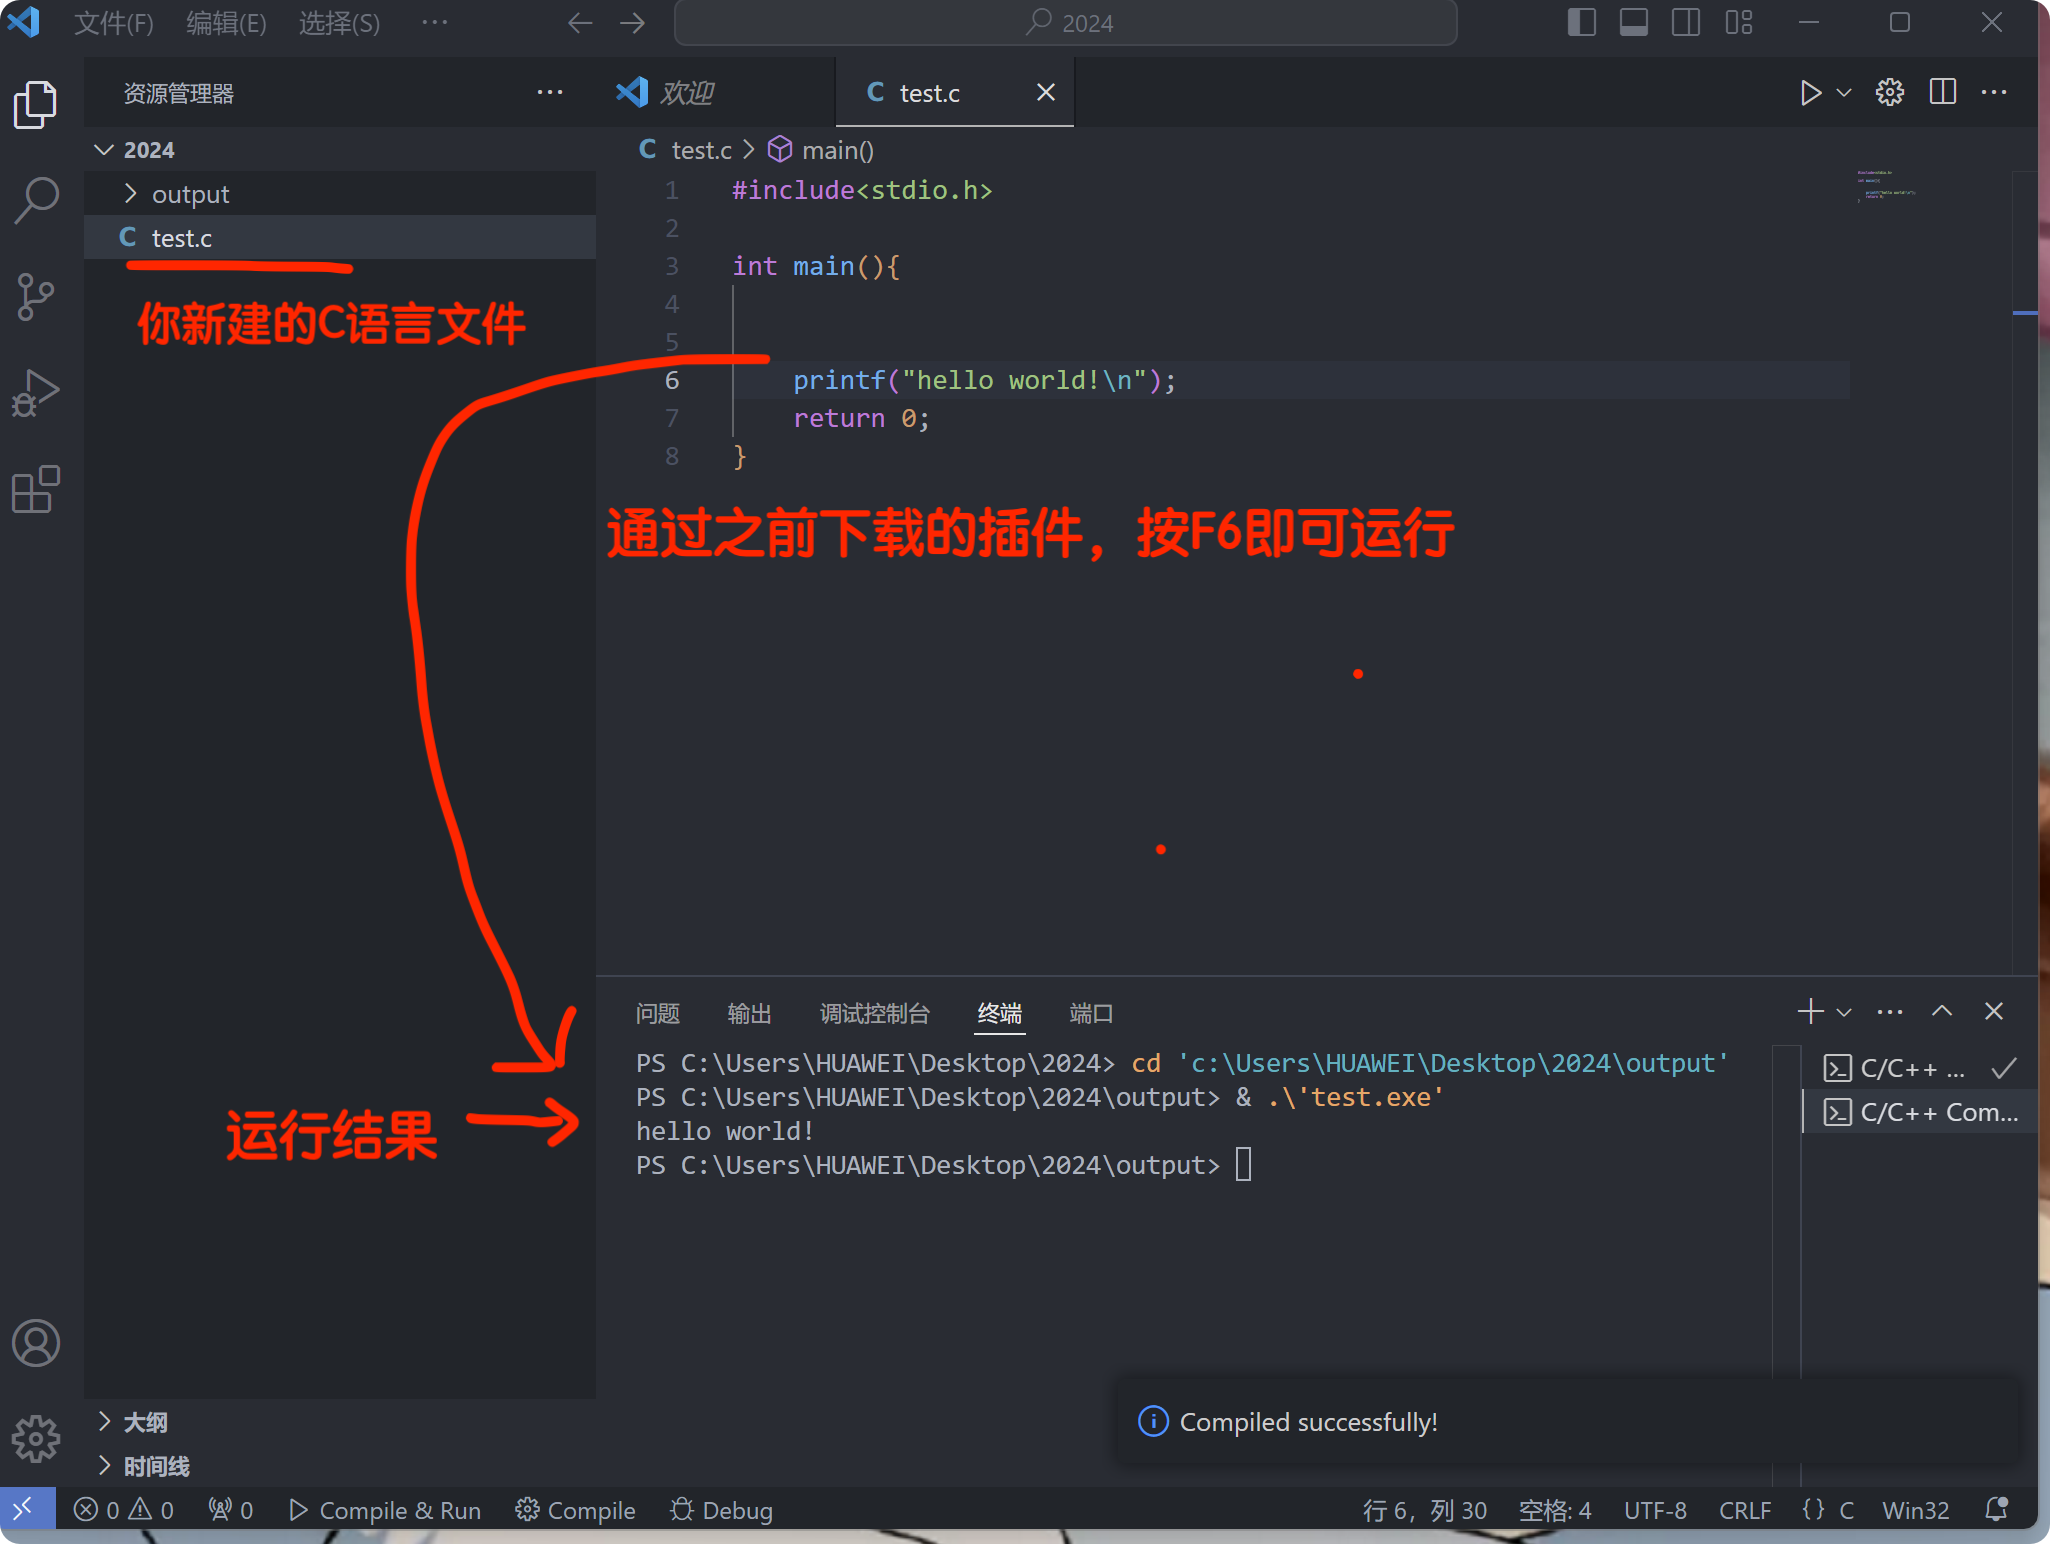 文件(F) 编辑(E) 选择(S) ··· 2024
资源管理器 ···
欢迎
C test.c
2024
output
C test.c
你新建的C语言文件
C test.c > main()
1 #include<stdio.h>
2
3 int main(){
4
5
6 printf("hello world!\n");
7 return 0;
8 }
通过之前下载的插件，按F6即可运行
运行结果
问题 输出 调试控制台 终端 端口
PS C:\Users\HUAWEI\Desktop\2024> cd 'c:\Users\HUAWEI\Desktop\2024\output'
PS C:\Users\HUAWEI\Desktop\2024\output> & .\'test.exe'
hello world!
PS C:\Users\HUAWEI\Desktop\2024\output>
C/C++ ...
C/C++ Com...
大纲
时间线
Compiled successfully!
0 0 0 Compile & Run Compile Debug 行 6，列 30 空格: 4 UTF-8 CRLF {} C Win32